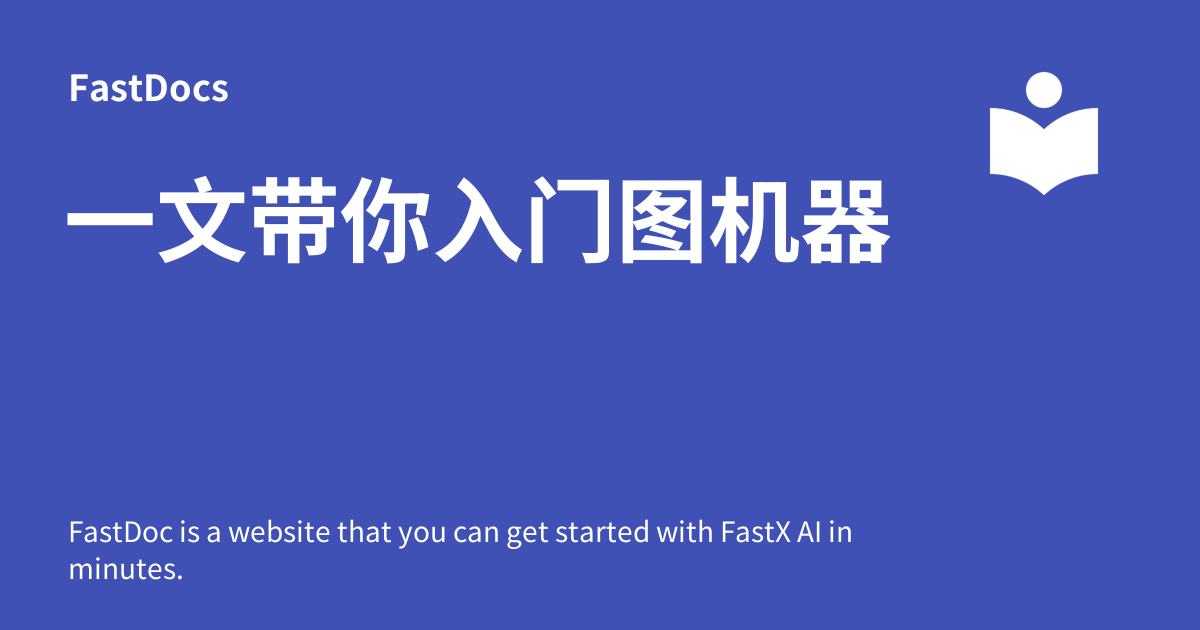 FastDocs
一文带你入门图机器
FastDoc is a website that you can get started with FastX AI in
minutes.